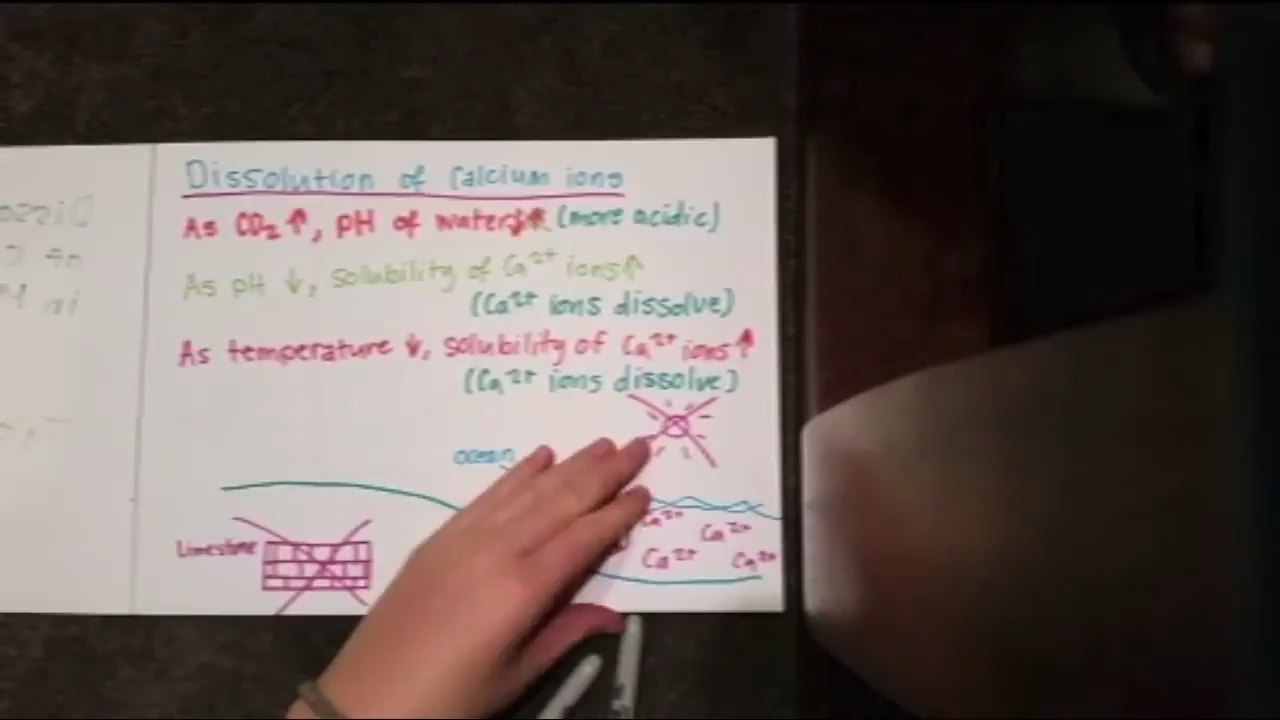 Dissolution of Calcium ions
As CO₂↑, pH of water (more acidic)
As pH ↓, solubility of Ca²⁺ ions↑
(Ca²⁺ ions dissolve)
As temperature ↓, solubility of Ca²⁺ ions↑
(Ca²⁺ ions dissolve)
ocean
Ca²⁺ Ca²⁺
Limestone
Ca²⁺ Ca²⁺